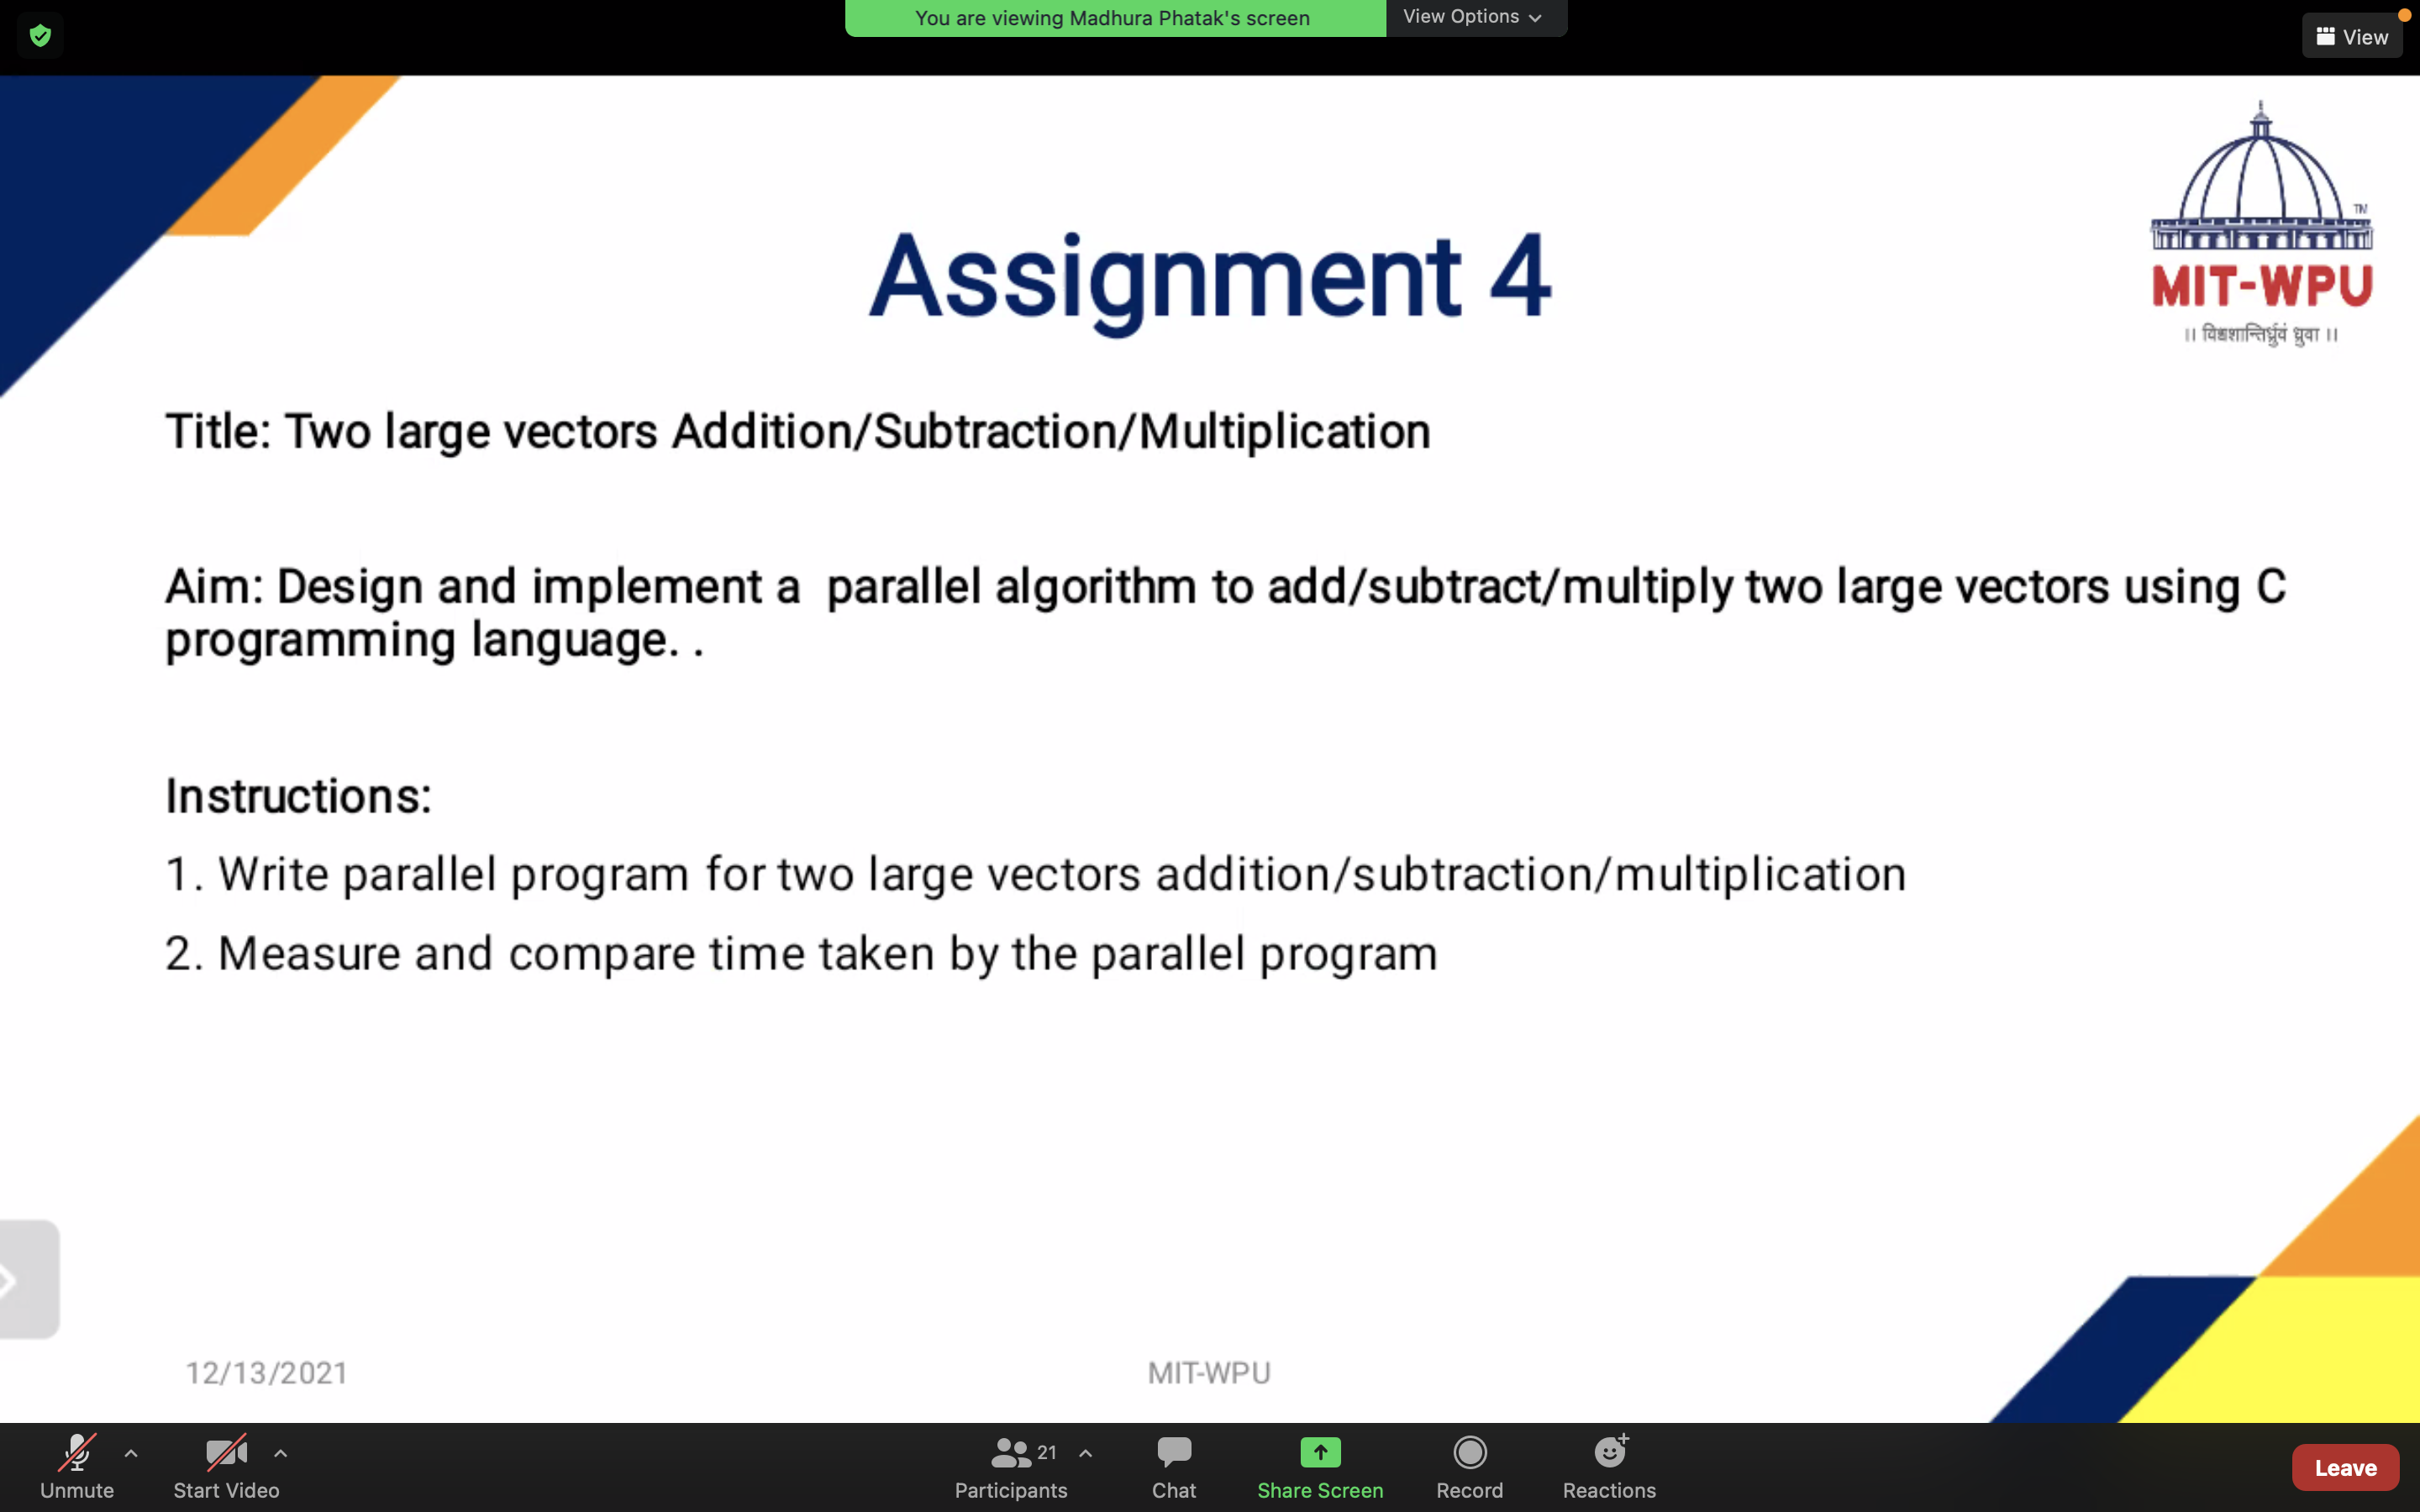 You are viewing Madhura Phatak's screen
View Options
View
Assignment 4
TM
MIT-WPU
।। विश्वशान्तिर्ध्रुवं ध्रुवा ।।
Title: Two large vectors Addition/Subtraction/Multiplication
Aim: Design and implement a parallel algorithm to add/subtract/multiply two large vectors using C
programming language. .
Instructions:
1. Write parallel program for two large vectors addition/subtraction/multiplication
2. Measure and compare time taken by the parallel program
12/13/2021
MIT-WPU
21
Unmute
Start Video
Participants
Chat
Share Screen
Record
Reactions
Leave